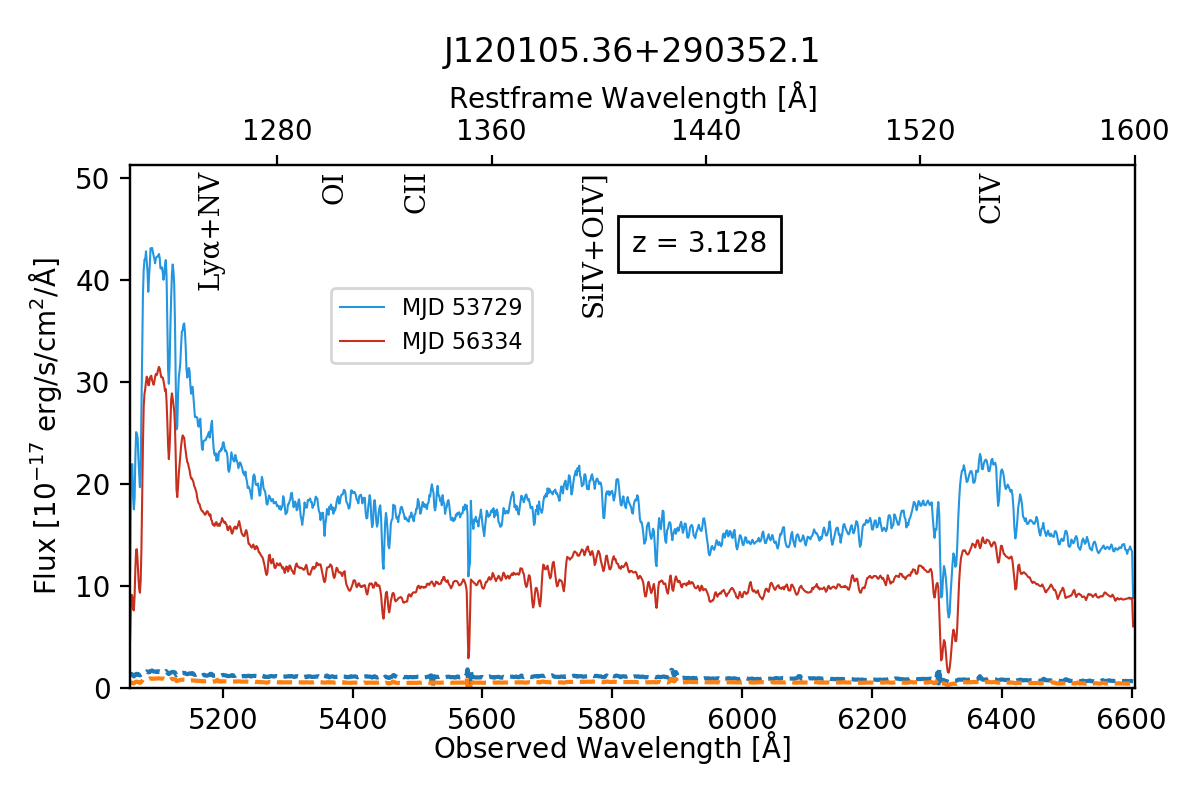 J120105.36+290352.1
Restframe Wavelength [Å]
1280 1360 1440 1520 1600
50
40
30
20
10
0
Flux [10⁻¹⁷ erg/s/cm²/Å]
Lyα+NV
OI
CII
SiIV+OIV]
CIV
z = 3.128
MJD 53729
MJD 56334
5200 5400 5600 5800 6000 6200 6400 6600
Observed Wavelength [Å]